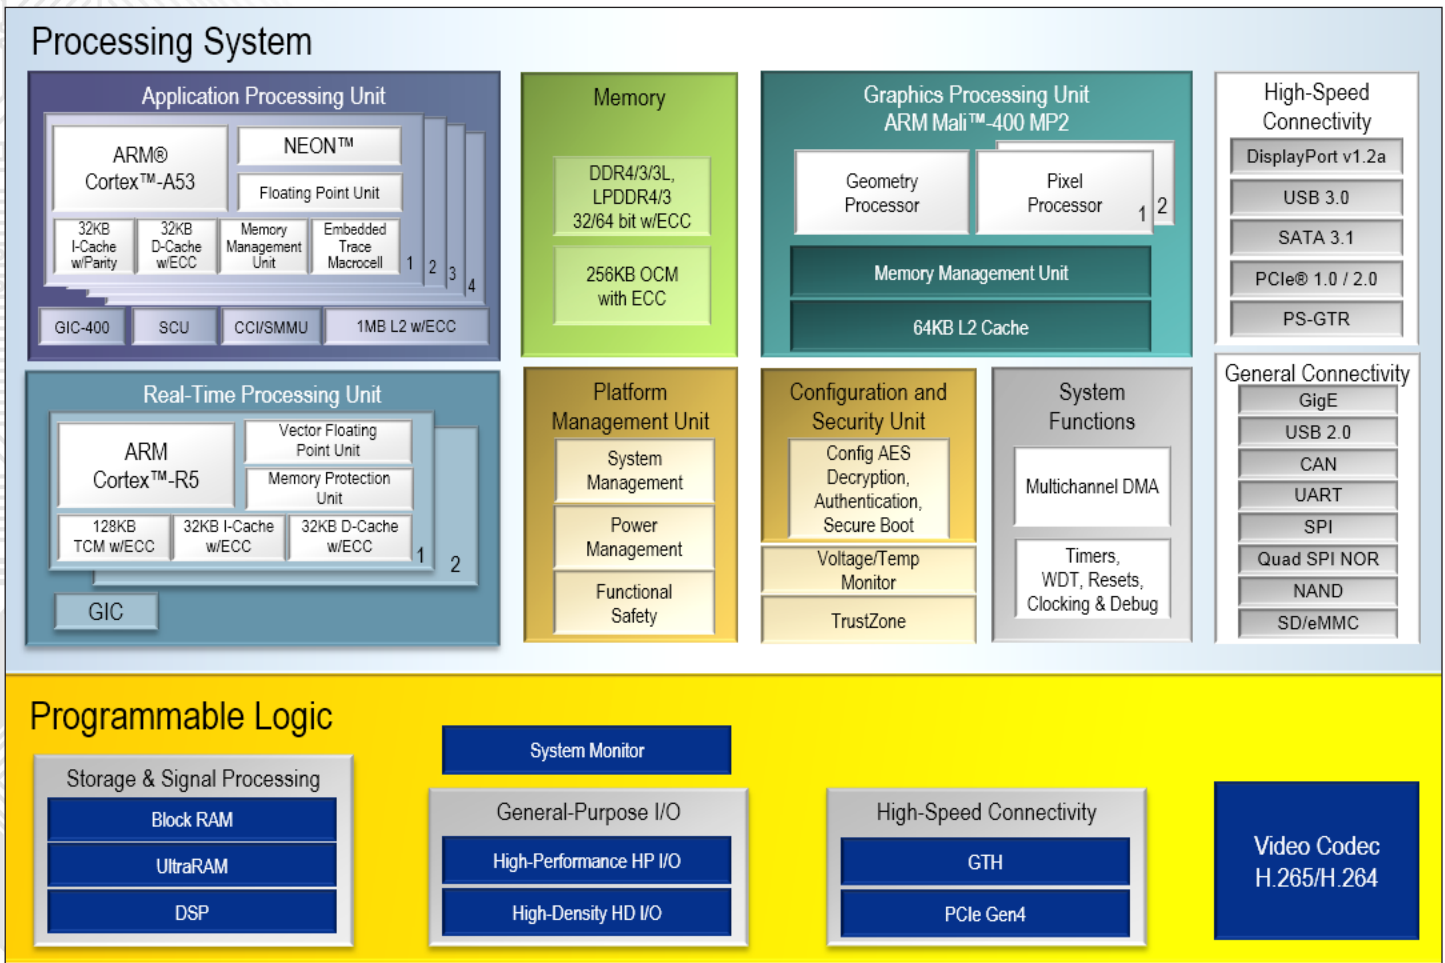 Processing System
Application Processing Unit
ARM®
Cortex™-A53
NEON™
Floating Point Unit
32KB
I-Cache
w/Parity
32KB
D-Cache
w/ECC
Memory
Management
Unit
Embedded
Trace
Macrocell
1
2
3
4
GIC-400
SCU
CCI/SMMU
1MB L2 w/ECC
Memory
DDR4/3/3L,
LPDDR4/3
32/64 bit w/ECC
256KB OCM
with ECC
Graphics Processing Unit
ARM Mali™-400 MP2
Geometry
Processor
Pixel
Processor
1
2
Memory Management Unit
64KB L2 Cache
High-Speed
Connectivity
DisplayPort v1.2a
USB 3.0
SATA 3.1
PCIe® 1.0 / 2.0
PS-GTR
Real-Time Processing Unit
ARM
Cortex™-R5
Vector Floating
Point Unit
Memory Protection
Unit
128KB
TCM w/ECC
32KB I-Cache
w/ECC
32KB D-Cache
w/ECC
1
2
GIC
Platform
Management Unit
System
Management
Power
Management
Functional
Safety
Configuration and
Security Unit
Config AES
Decryption,
Authentication,
Secure Boot
Voltage/Temp
Monitor
TrustZone
System
Functions
Multichannel DMA
Timers,
WDT, Resets,
Clocking & Debug
General Connectivity
GigE
USB 2.0
CAN
UART
SPI
Quad SPI NOR
NAND
SD/eMMC
Programmable Logic
Storage & Signal Processing
Block RAM
UltraRAM
DSP
System Monitor
General-Purpose I/O
High-Performance HP I/O
High-Density HD I/O
High-Speed Connectivity
GTH
PCIe Gen4
Video Codec
H.265/H.264